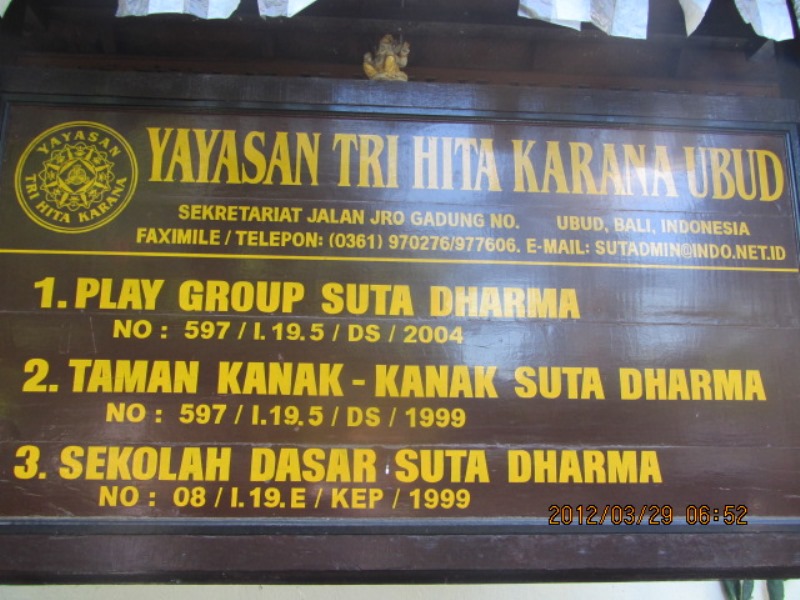 YAYASAN
TRI HITA KARANA
YAYASAN TRI HITA KARANA UBUD
SEKRETARIAT JALAN JRO GADUNG NO. UBUD, BALI, INDONESIA
FAXIMILE / TELEPON: (0361) 970276/977606. E-MAIL: SUTADMIN@INDO.NET.ID
1. PLAY GROUP SUTA DHARMA
NO : 597 / I. 19. 5 / DS / 2004
2. TAMAN KANAK - KANAK SUTA DHARMA
NO : 597 / I.19. 5 / DS / 1999
3. SEKOLAH DASAR SUTA DHARMA
NO : 08 / I. 19. E / KEP / 1999
2012/03/29 06:52